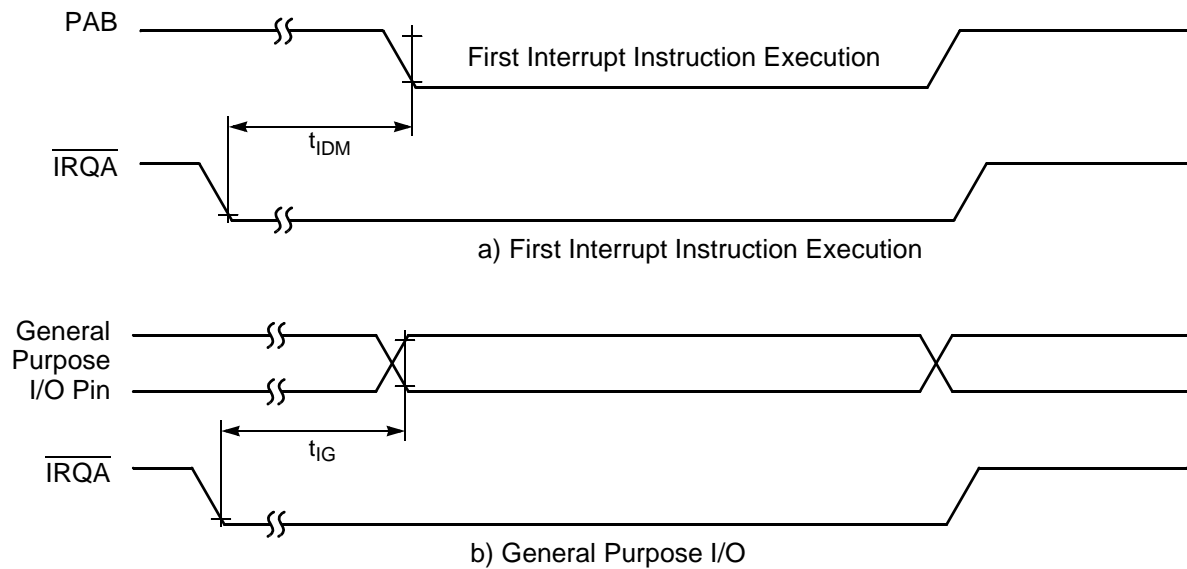 PAB
First Interrupt Instruction Execution
tIDM
IRQA
a) First Interrupt Instruction Execution
General
Purpose
I/O Pin
tIG
IRQA
b) General Purpose I/O